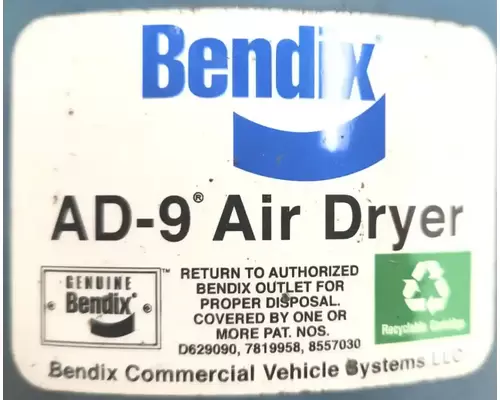 Bendix
AD-9® Air Dryer
GENUINE
Bendix
™
RETURN TO AUTHORIZED
BENDIX OUTLET FOR
PROPER DISPOSAL.
COVERED BY ONE OR
MORE PAT. NOS.
D629090, 7819958, 8557030
Recyclable Cartridge
Bendix Commercial Vehicle Systems LLC